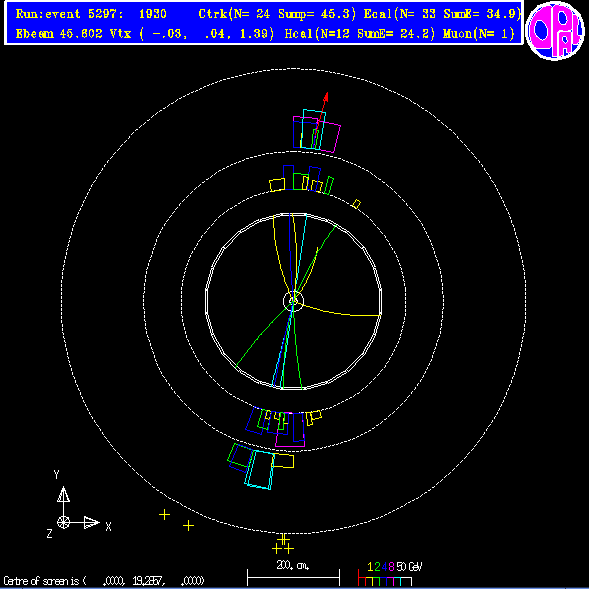 Run:event 5297: 1930 Ctrk(N= 24 Sump= 45.3) Ecal(N= 33 SumE= 34.9)
Ebeam 45.602 Vtx ( -.03, .04, 1.39) Hcal(N=12 SumE= 24.2) Muon(N= 1)
OPAL
Y
X
Z
200. cm.
1 2 4 8 50 GeV
Centre of screen is ( .0000, 19.2857, .0000)